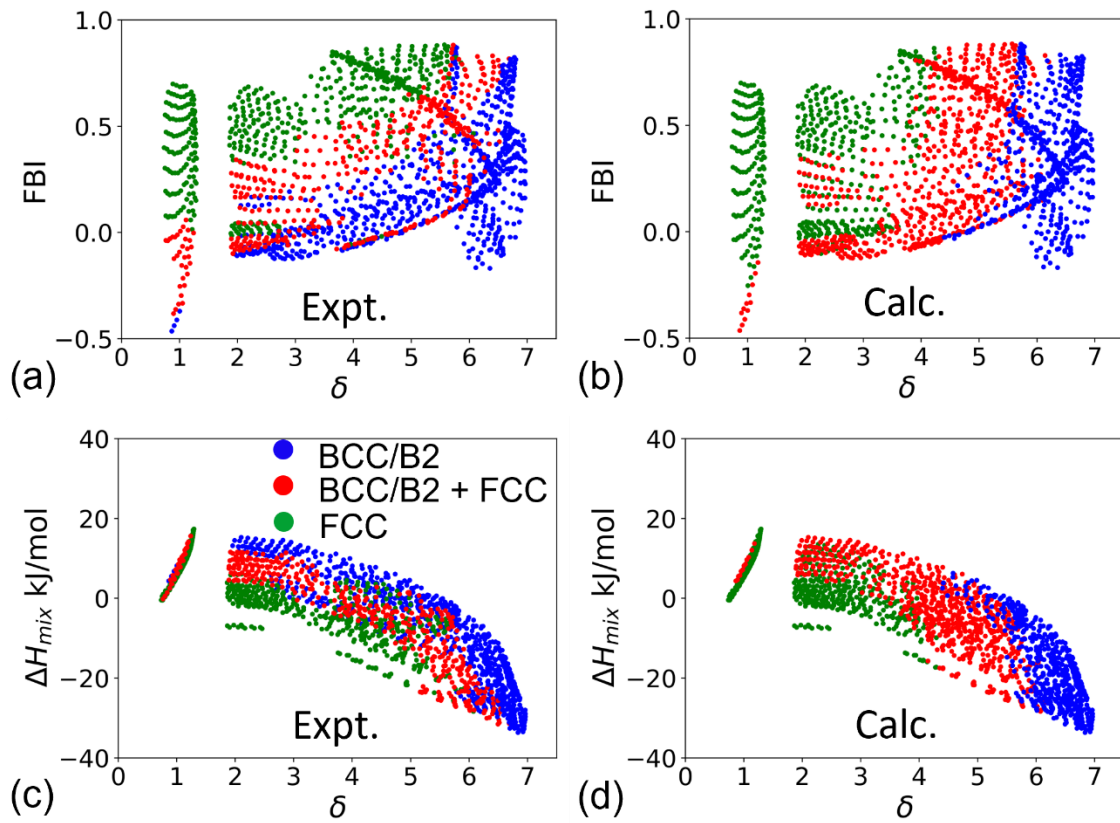 1.0
0.5
0.0
−0.5
FBI
Expt.
0 1 2 3 4 5 6 7
δ
(a)
1.0
0.5
0.0
−0.5
FBI
Calc.
0 1 2 3 4 5 6 7
δ
(b)
40
20
0
−20
−40
ΔHmix kJ/mol
BCC/B2
BCC/B2 + FCC
FCC
Expt.
0 1 2 3 4 5 6 7
δ
(c)
40
20
0
−20
−40
ΔHmix kJ/mol
Calc.
0 1 2 3 4 5 6 7
δ
(d)